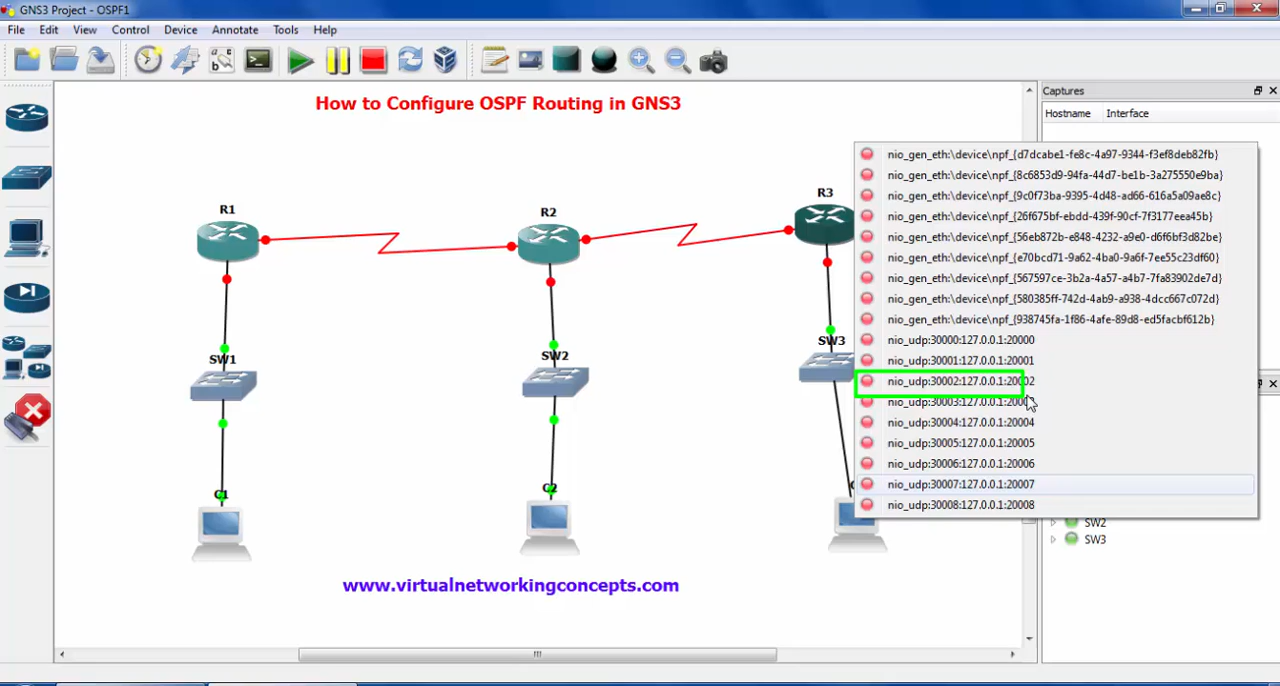 GNS3 Project - OSPF1
File Edit View Control Device Annotate Tools Help
How to Configure OSPF Routing in GNS3
Captures
Hostname Interface
nio_gen_eth:\device\npf_{d7dcabe1-fe8c-4a97-9344-f3ef8deb82fb}
nio_gen_eth:\device\npf_{8c6853d9-94fa-44d7-be1b-3a275550e9ba}
nio_gen_eth:\device\npf_{9c0f73ba-9395-4d48-ad66-616a5a09ae8c}
nio_gen_eth:\device\npf_{26f675bf-ebdd-439f-90cf-7f3177eea45b}
nio_gen_eth:\device\npf_{56eb872b-e848-4232-a9e0-d6f6bf3d82be}
nio_gen_eth:\device\npf_{e70bcd71-9a62-4ba0-9a6f-7ee55c23df60}
nio_gen_eth:\device\npf_{567597ce-3b2a-4a57-a4b7-7fa83902de7d}
nio_gen_eth:\device\npf_{580385ff-742d-4ab9-a938-4dcc667c072d}
nio_gen_eth:\device\npf_{938745fa-1f86-4afe-89d8-ed5facbf612b}
nio_udp:30000:127.0.0.1:20000
nio_udp:30001:127.0.0.1:20001
nio_udp:30002:127.0.0.1:20002
nio_udp:30003:127.0.0.1:20003
nio_udp:30004:127.0.0.1:20004
nio_udp:30005:127.0.0.1:20005
nio_udp:30006:127.0.0.1:20006
nio_udp:30007:127.0.0.1:20007
nio_udp:30008:127.0.0.1:20008
R1 R2 R3
SW1 SW2 SW3
C1 C2
SW2
SW3
www.virtualnetworkingconcepts.com